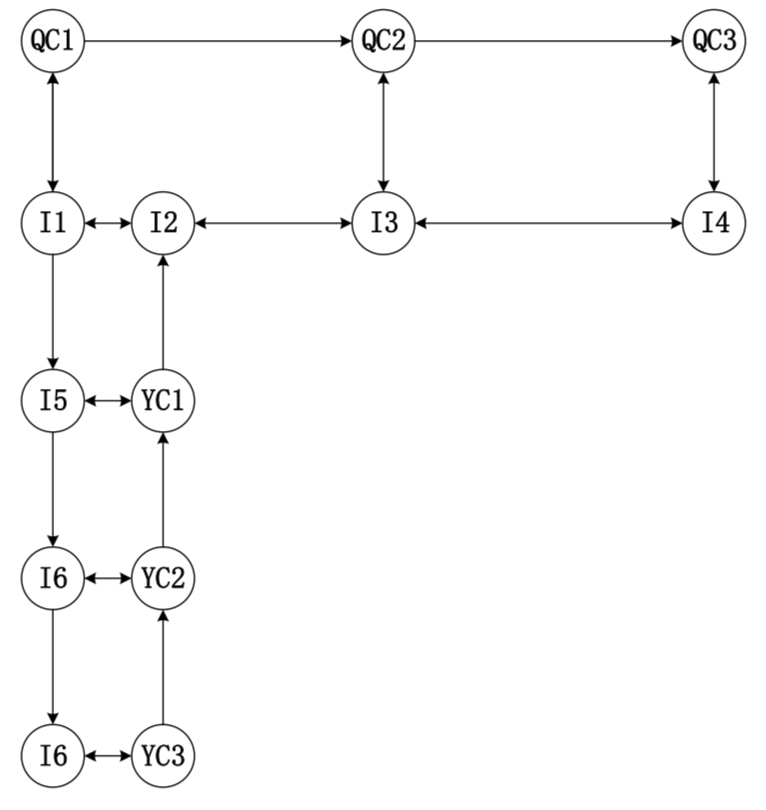 QC1 QC2 QC3
I1 I2 I3 I4
I5 YC1
I6 YC2
I6 YC3